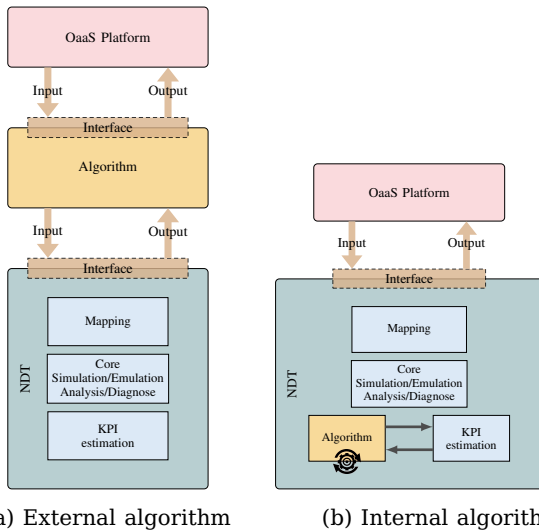 OaaS Platform
Input
Output
Interface
Algorithm
Input
Output
Interface
NDT
Mapping
Core
Simulation/Emulation
Analysis/Diagnose
KPI
estimation
a) External algorithm
OaaS Platform
Input
Output
Interface
NDT
Mapping
Core
Simulation/Emulation
Analysis/Diagnose
Algorithm
KPI
estimation
(b) Internal algorith